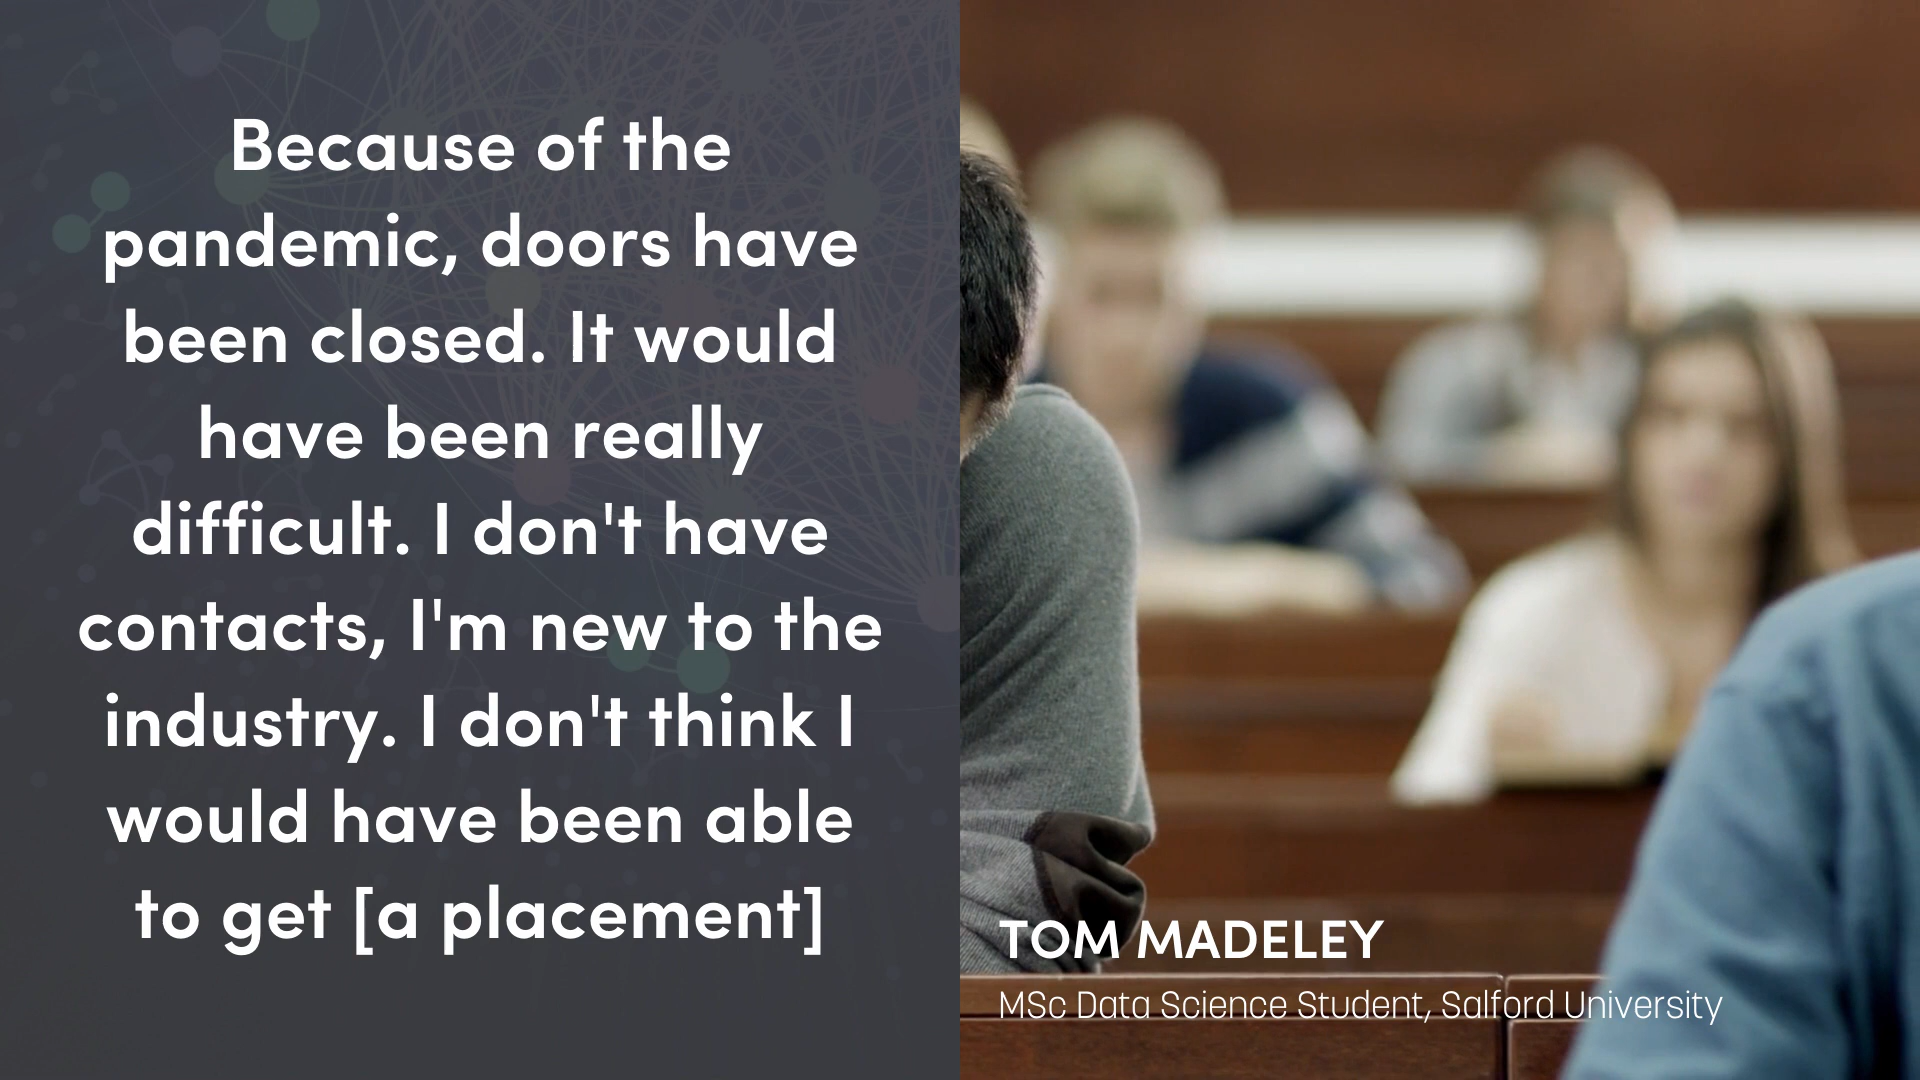 Because of the
pandemic, doors have
been closed. It would
have been really
difficult. I don't have
contacts, I'm new to the
industry. I don't think I
would have been able
to get [a placement]
TOM MADELEY
MSc Data Science Student, Salford University